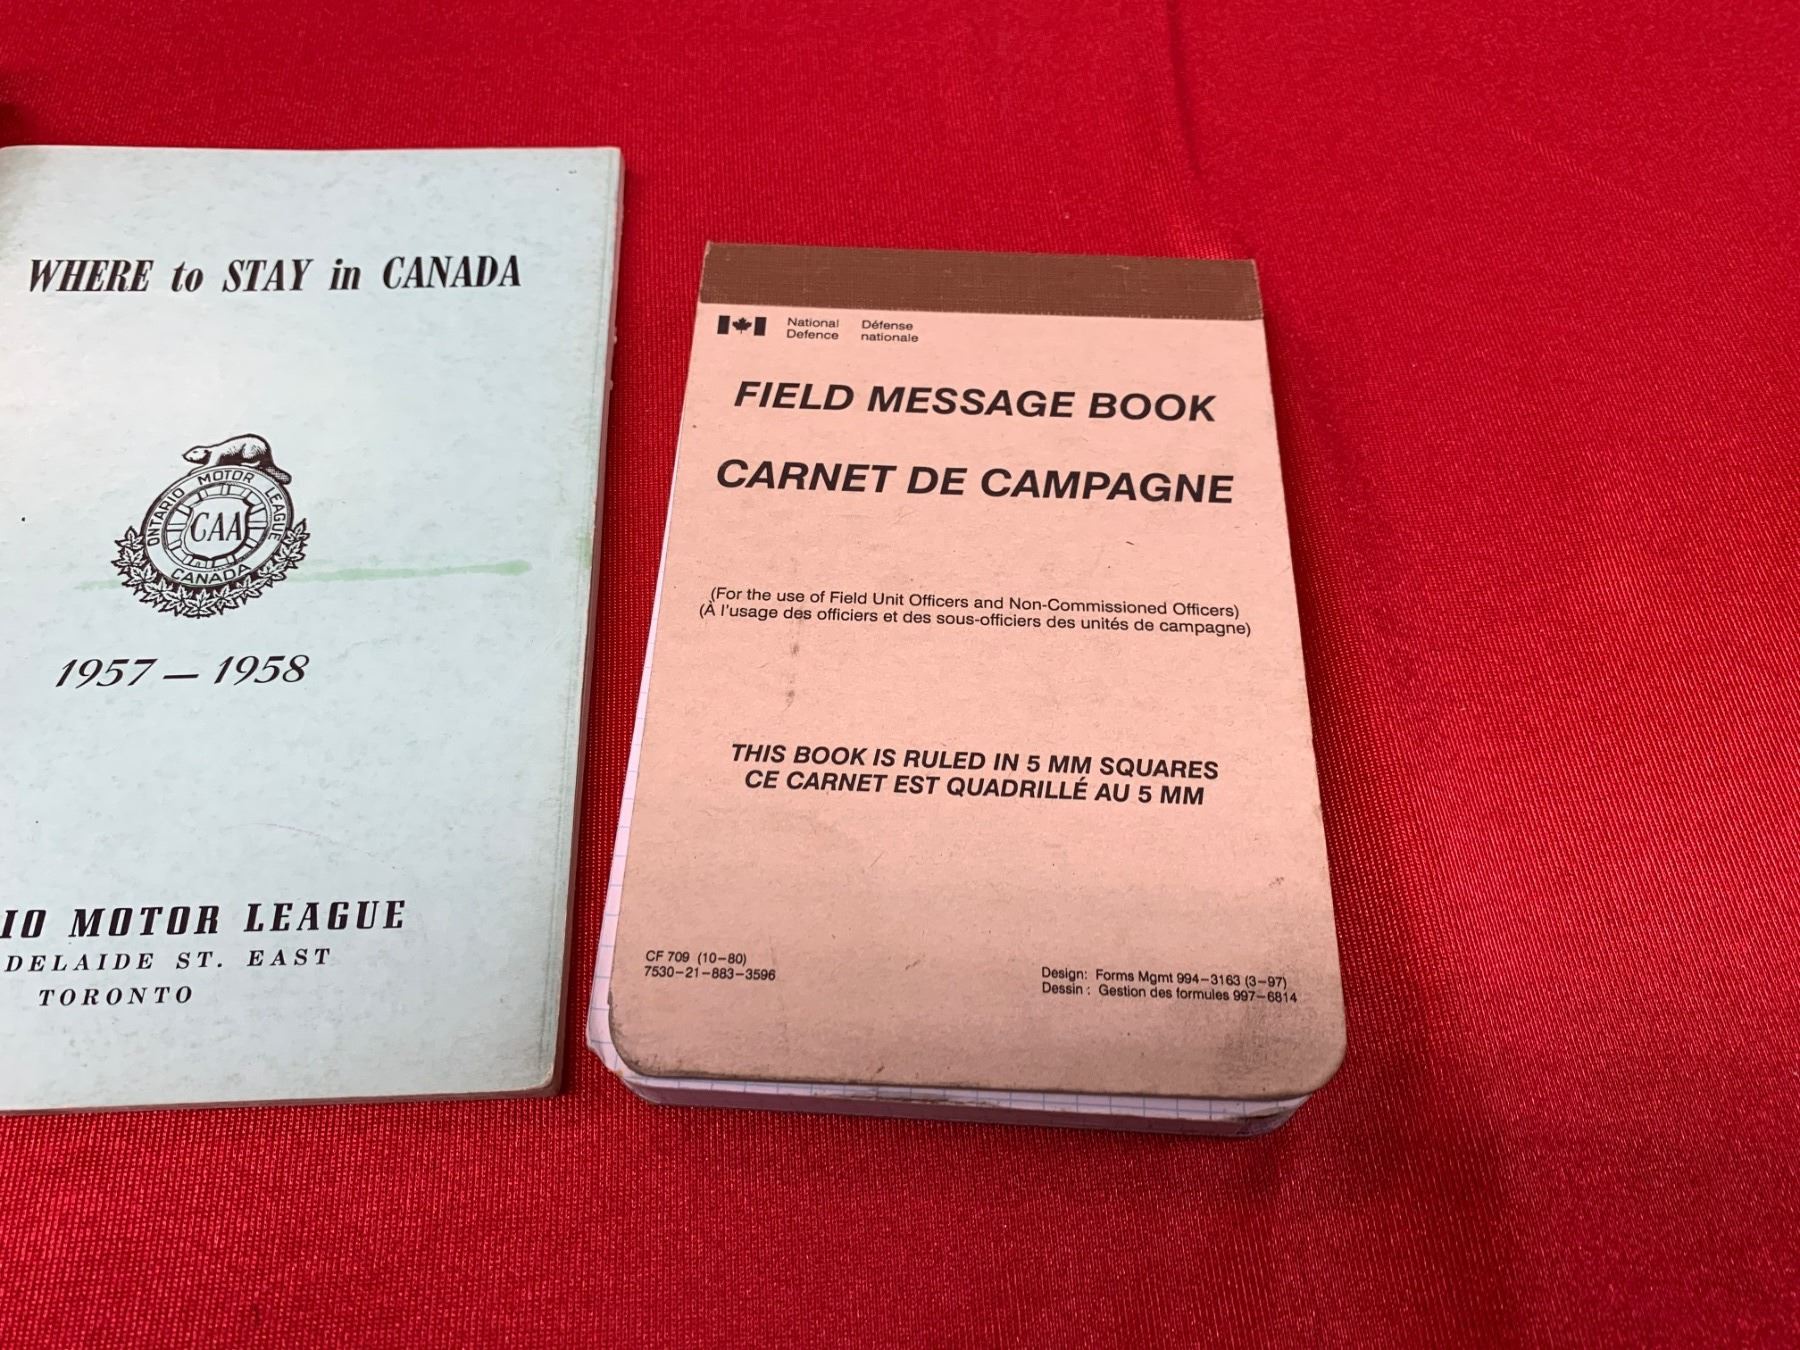 WHERE to STAY in CANADA
ONTARIO MOTOR LEAGUE
CAA
CANADA
1957 — 1958
IO MOTOR LEAGUE
DELAIDE ST. EAST
TORONTO
National Defence
Défense nationale
FIELD MESSAGE BOOK
CARNET DE CAMPAGNE
(For the use of Field Unit Officers and Non-Commissioned Officers)
(À l'usage des officiers et des sous-officiers des unités de campagne)
THIS BOOK IS RULED IN 5 MM SQUARES
CE CARNET EST QUADRILLÉ AU 5 MM
CF 709 (10-80)
7530-21-883-3596
Design: Forms Mgmt 994-3163 (3-97)
Dessin : Gestion des formules 997-6814